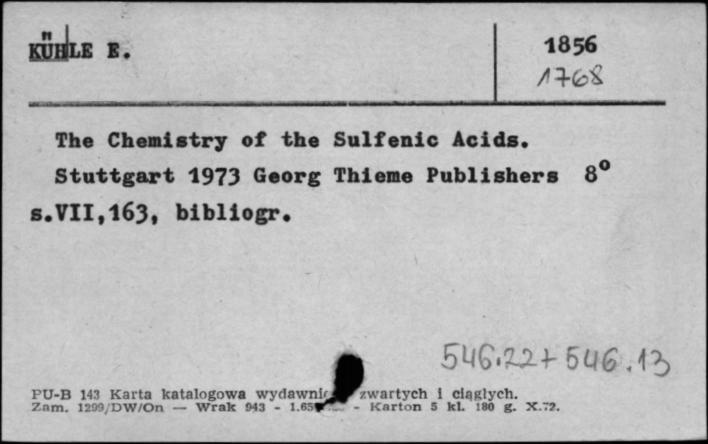 KÜHLE E.
1856
1768
The Chemistry of the Sulfenic Acids.
Stuttgart 1973 Georg Thieme Publishers 8°
s.VII,163, bibliogr.
546.22+546.13
PU-B 143 Karta katalogowa zwartych i ciągłych.
Zam. 1299/DW/On — Wrak 943 - - Karton 5 kl. 180 g. X.72.